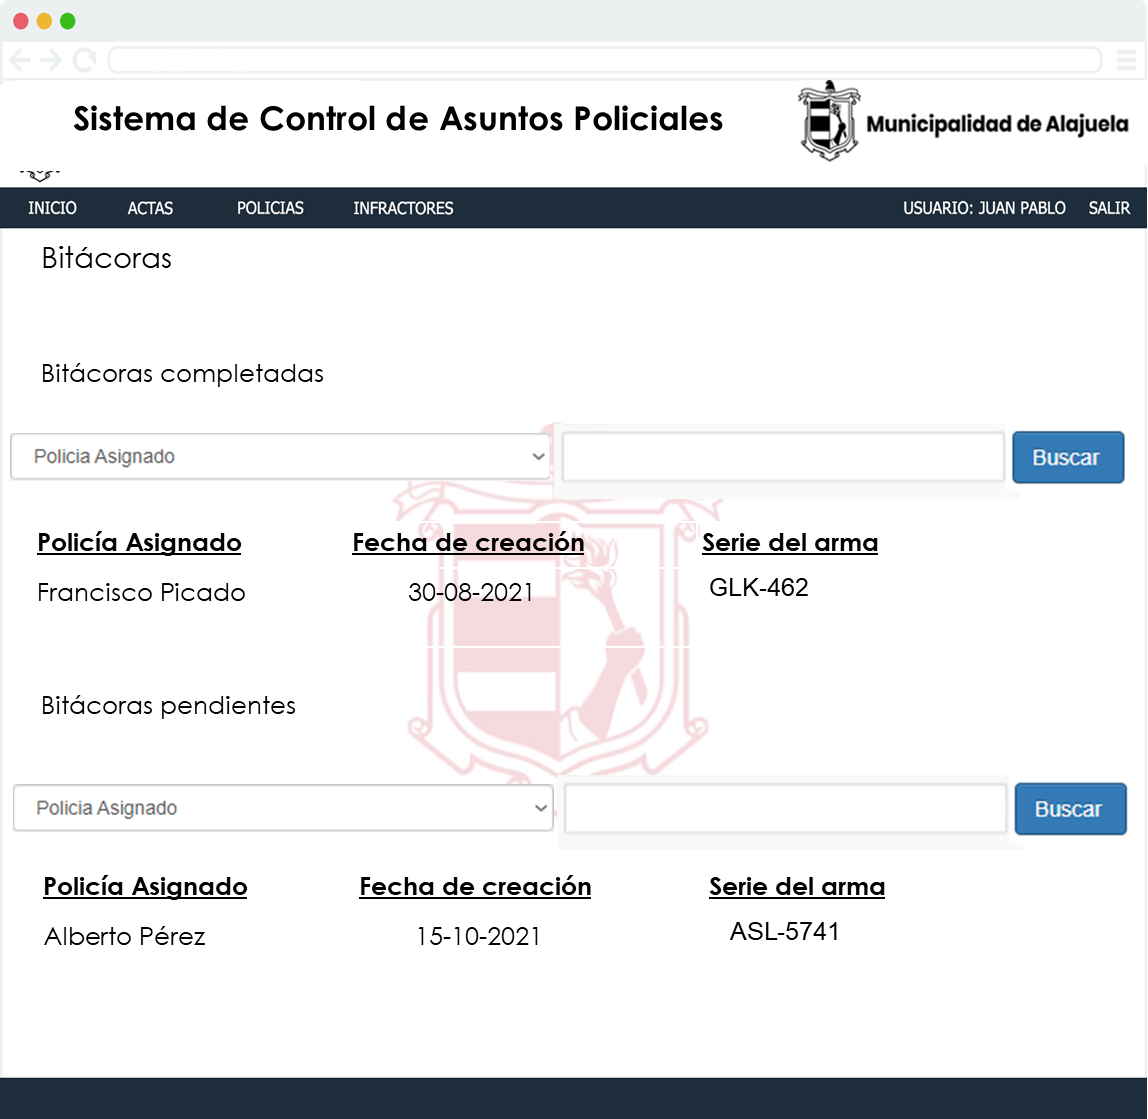 Sistema de Control de Asuntos Policiales
Municipalidad de Alajuela
INICIO ACTAS POLICIAS INFRACTORES USUARIO: JUAN PABLO SALIR
Bitácoras
Bitácoras completadas
Policia Asignado Buscar
Policía Asignado Fecha de creación Serie del arma
Francisco Picado 30-08-2021 GLK-462
Bitácoras pendientes
Policia Asignado Buscar
Policía Asignado Fecha de creación Serie del arma
Alberto Pérez 15-10-2021 ASL-5741